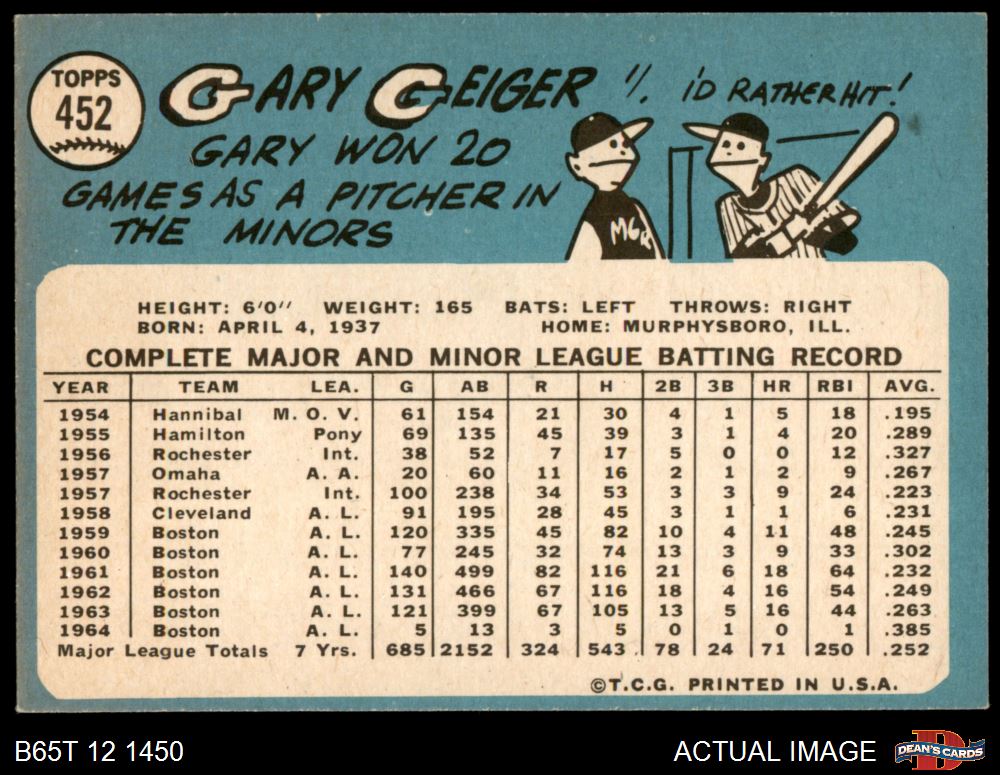 TOPPS
452
GARY GEIGER
GARY WON 20
GAMES AS A PITCHER IN
THE MINORS
I'D RATHER HIT!
MGR
HEIGHT: 6'0" WEIGHT: 165 BATS: LEFT THROWS: RIGHT
BORN: APRIL 4, 1937 HOME: MURPHYSBORO, ILL.
COMPLETE MAJOR AND MINOR LEAGUE BATTING RECORD
YEAR TEAM LEA. G AB R H 2B 3B HR RBI AVG.
1954 Hannibal M. O. V. 61 154 21 30 4 1 5 18 .195
1955 Hamilton Pony 69 135 45 39 3 1 4 20 .289
1956 Rochester Int. 38 52 7 17 5 0 0 12 .327
1957 Omaha A. A. 20 60 11 16 2 1 2 9 .267
1957 Rochester Int. 100 238 34 53 3 3 9 24 .223
1958 Cleveland A. L. 91 195 28 45 3 1 1 6 .231
1959 Boston A. L. 120 335 45 82 10 4 11 48 .245
1960 Boston A. L. 77 245 32 74 13 3 9 33 .302
1961 Boston A. L. 140 499 82 116 21 6 18 64 .232
1962 Boston A. L. 131 466 67 116 18 4 16 54 .249
1963 Boston A. L. 121 399 67 105 13 5 16 44 .263
1964 Boston A. L. 5 13 3 5 0 1 0 1 .385
Major League Totals 7 Yrs. 685 2152 324 543 78 24 71 250 .252
©T.C.G. PRINTED IN U.S.A.
B65T 12 1450 ACTUAL IMAGE DEAN'S CARDS